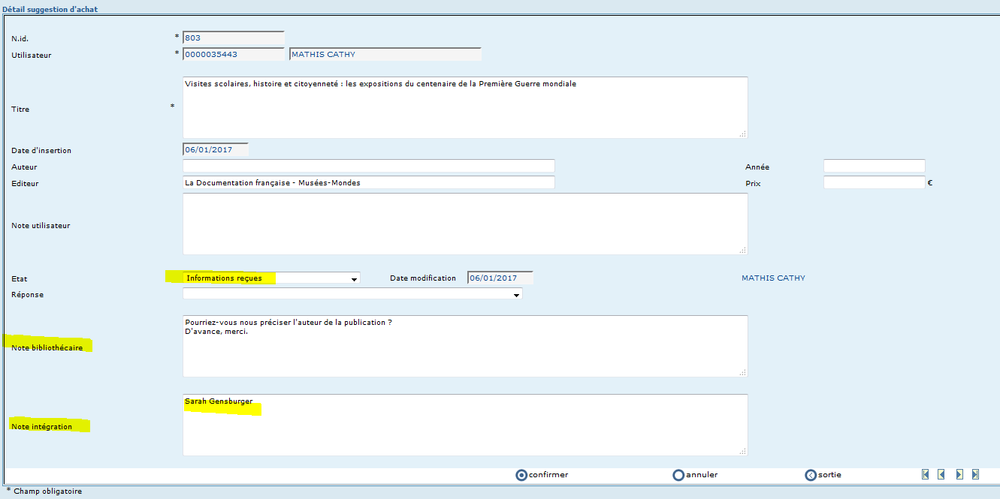 Détail suggestion d'achat
N.id. * 803
Utilisateur * 0000035443 MATHIS CATHY
Visites scolaires, histoire et citoyenneté : les expositions du centenaire de la Première Guerre mondiale
Titre *
Date d'insertion 06/01/2017
Auteur Année
Editeur La Documentation française - Musées-Mondes Prix €
Note utilisateur
Etat Informations reçues Date modification 06/01/2017 MATHIS CATHY
Réponse
Pourriez-vous nous préciser l'auteur de la publication ?
D'avance, merci.
Note bibliothécaire
Sarah Gensburger
Note intégration
confirmer annuler sortie
* Champ obligatoire